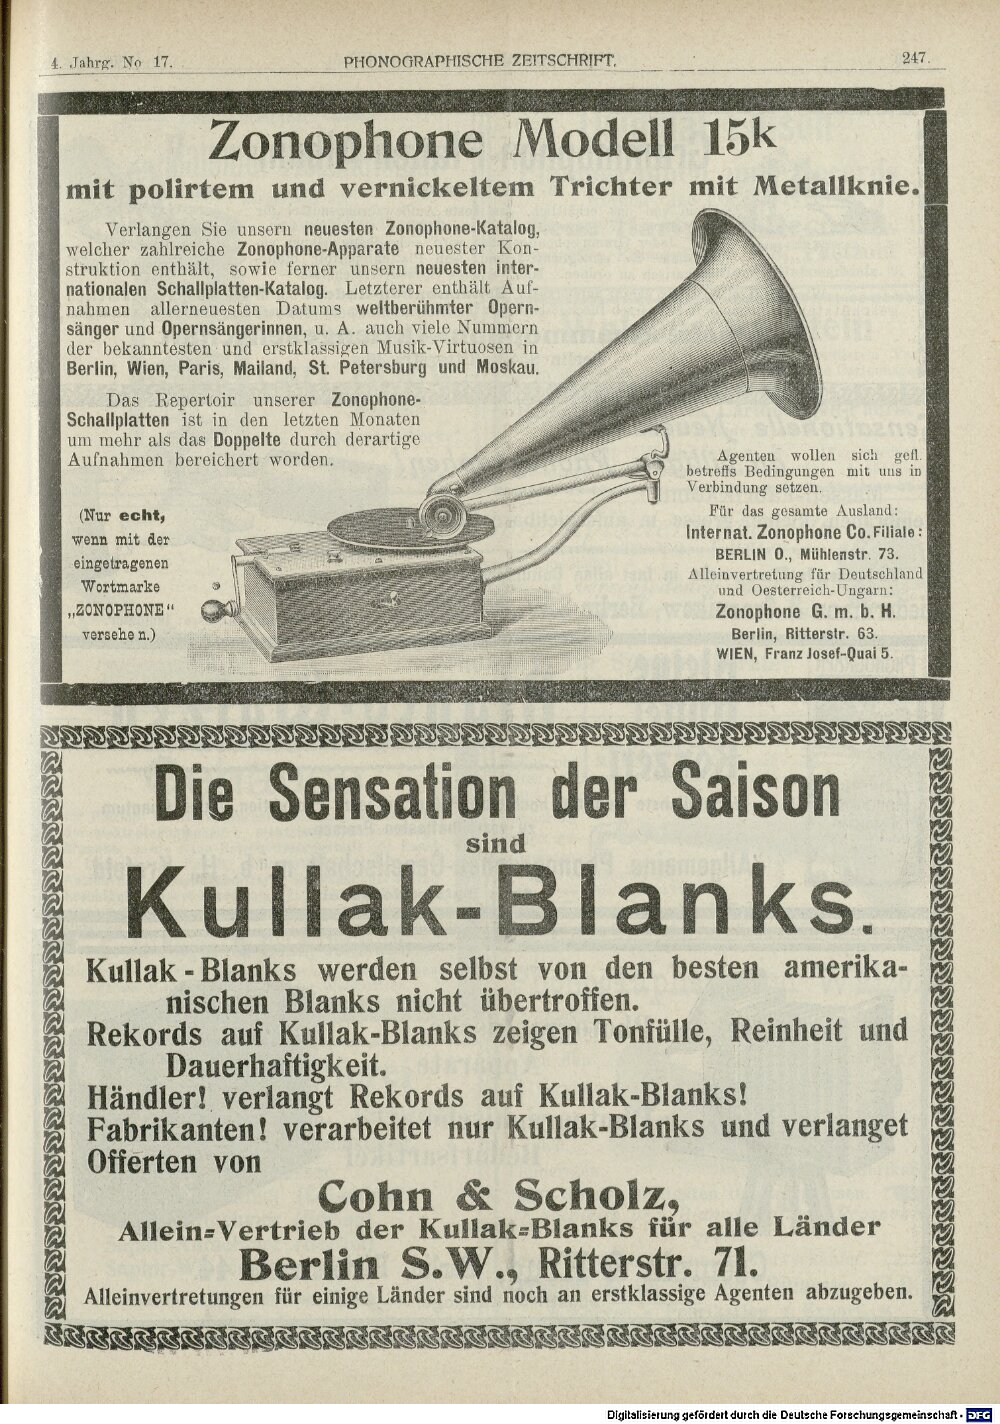 4. Jahrg. No 17.
PHONOGRAPHISCHE ZEITSCHRIFT.
247.
Zonophone Modell 15k
mit polirtem und vernickeltem Trichter mit Metallknie.
Verlangen Sie unsern neuesten Zonophone-Katalog,
welcher zahlreiche Zonophone-Apparate neuester Kon-
struktion enthält, sowie ferner unsern neuesten inter-
nationalen Schallplatten-Katalog. Letzterer enthält Auf-
nahmen allerneuesten Datums weltberühmter Opern-
sänger und Opernsängerinnen, u. A. auch viele Nummern
der bekanntesten und erstklassigen Musik-Virtuosen in
Berlin, Wien, Paris, Mailand, St. Petersburg und Moskau.
Das Repertoir unserer Zonophone-
Schallplatten ist in den letzten Monaten
um mehr als das Doppelte durch derartige
Aufnahmen bereichert worden.
(Nur echt,
wenn mit der
eingetragenen
Wortmarke
„ZONOPHONE“
versehen.)
Agenten wollen sich gefl.
betreffs Bedingungen mit uns in
Verbindung setzen.
Für das gesamte Ausland:
Internat. Zonophone Co. Filiale:
BERLIN O., Mühlenstr. 73.
Alleinvertretung für Deutschland
und Oesterreich-Ungarn:
Zonophone G. m. b. H.
Berlin, Ritterstr. 63.
WIEN, Franz Josef-Quai 5.
Die Sensation der Saison
sind
Kullak-Blanks.
Kullak-Blanks werden selbst von den besten amerika-
nischen Blanks nicht übertroffen.
Rekords auf Kullak-Blanks zeigen Tonfülle, Reinheit und
Dauerhaftigkeit.
Händler! verlangt Rekords auf Kullak-Blanks!
Fabrikanten! verarbeitet nur Kullak-Blanks und verlanget
Offerten von
Cohn & Scholz,
Allein-Vertrieb der Kullak-Blanks für alle Länder
Berlin S.W., Ritterstr. 71.
Alleinvertretungen für einige Länder sind noch an erstklassige Agenten abzugeben.
Digitalisierung gefördert durch die Deutsche Forschungsgemeinschaft - DFG